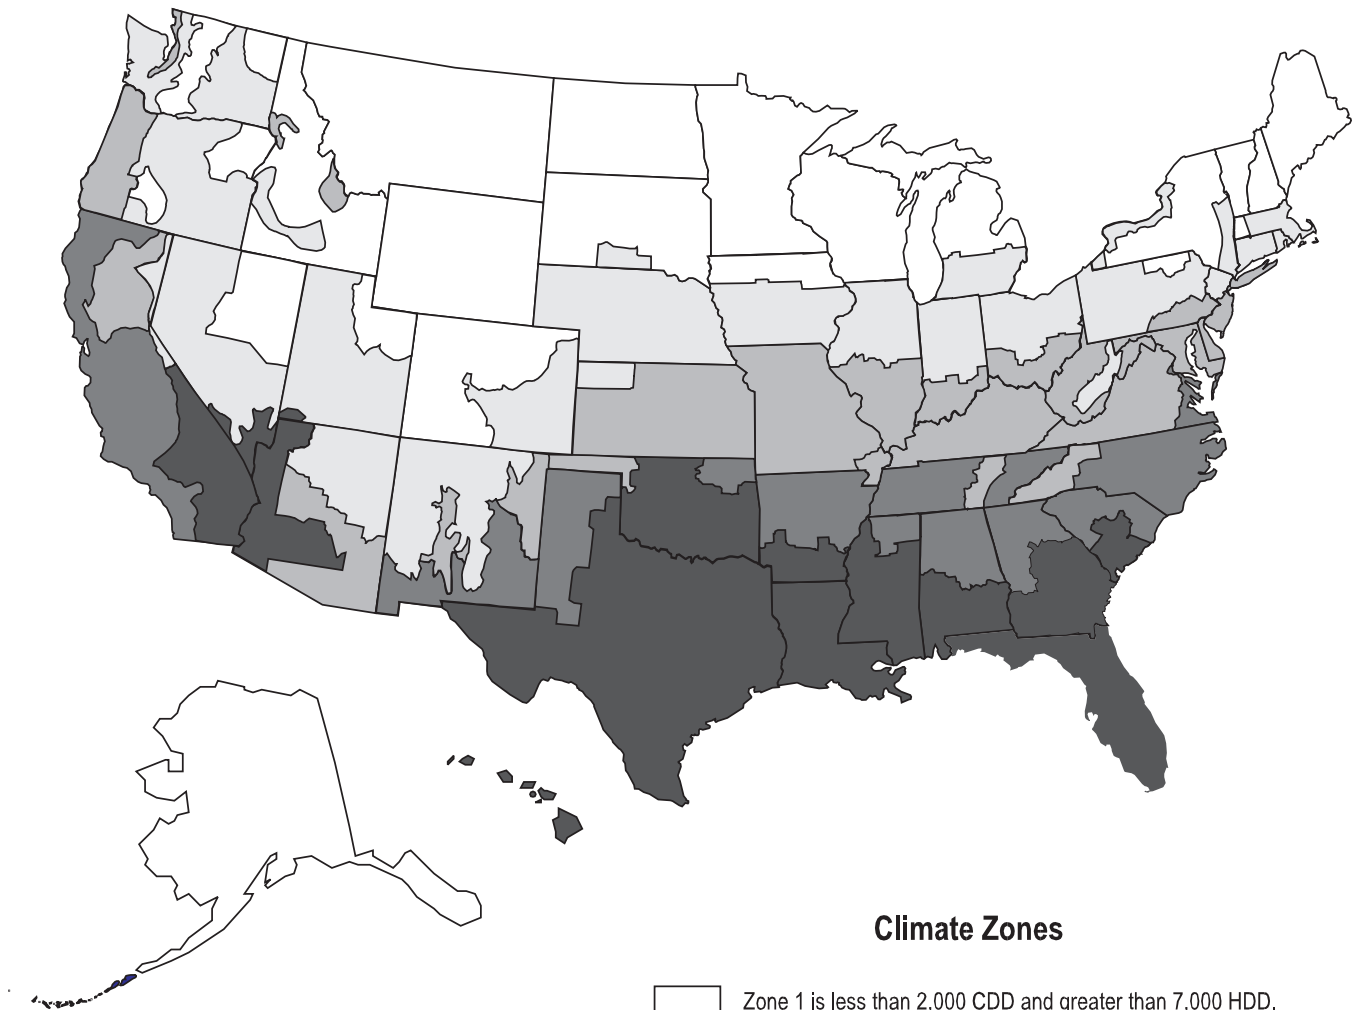 Climate Zones
Zone 1 is less than 2,000 CDD and greater than 7,000 HDD.